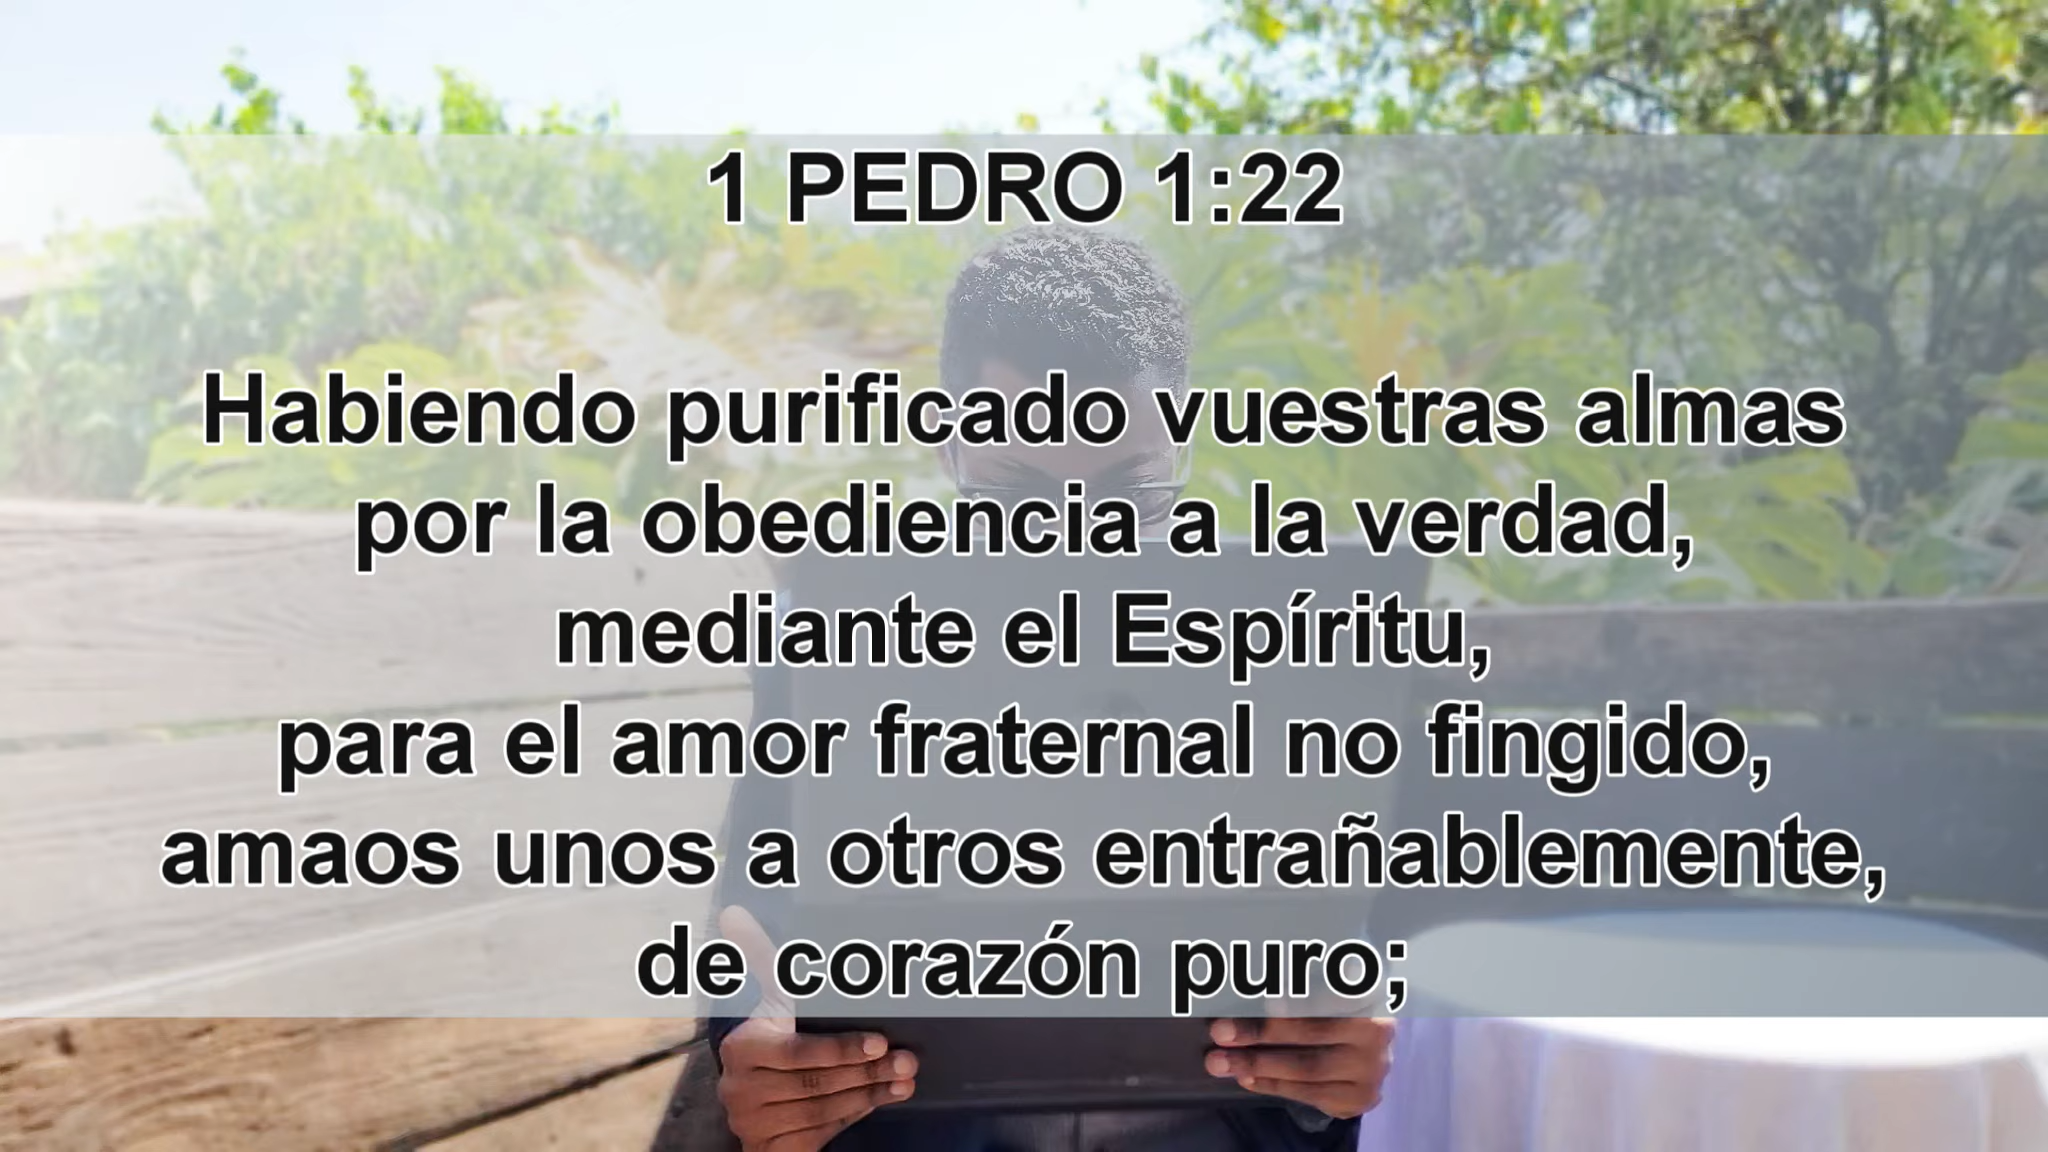 1 PEDRO 1:22
Habiendo purificado vuestras almas
por la obediencia a la verdad,
mediante el Espíritu,
para el amor fraternal no fingido,
amaos unos a otros entrañablemente,
de corazón puro;